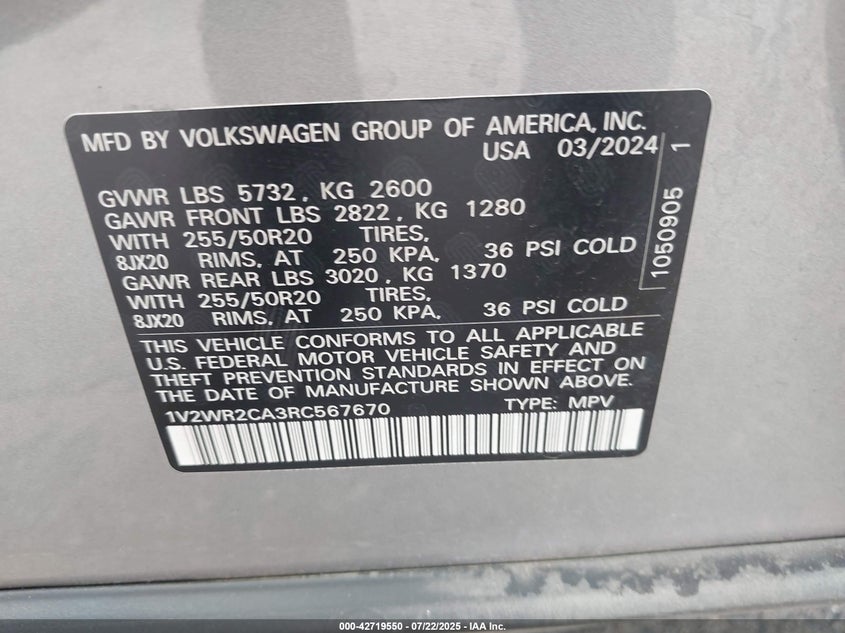 MFD BY VOLKSWAGEN GROUP OF AMERICA, INC.
USA 03/2024
GVWR LBS 5732, KG 2600
GAWR FRONT LBS 2822, KG 1280
WITH 255/50R20 TIRES,
8JX20 RIMS, AT 250 KPA, 36 PSI COLD
GAWR REAR LBS 3020, KG 1370
WITH 255/50R20 TIRES,
8JX20 RIMS, AT 250 KPA, 36 PSI COLD
THIS VEHICLE CONFORMS TO ALL APPLICABLE
U.S. FEDERAL MOTOR VEHICLE SAFETY AND
THEFT PREVENTION STANDARDS IN EFFECT ON
THE DATE OF MANUFACTURE SHOWN ABOVE.
1V2WR2CA3RC567670 TYPE: MPV
1050905 1
000-42719550 | 07/22/2025 | IAA Inc.